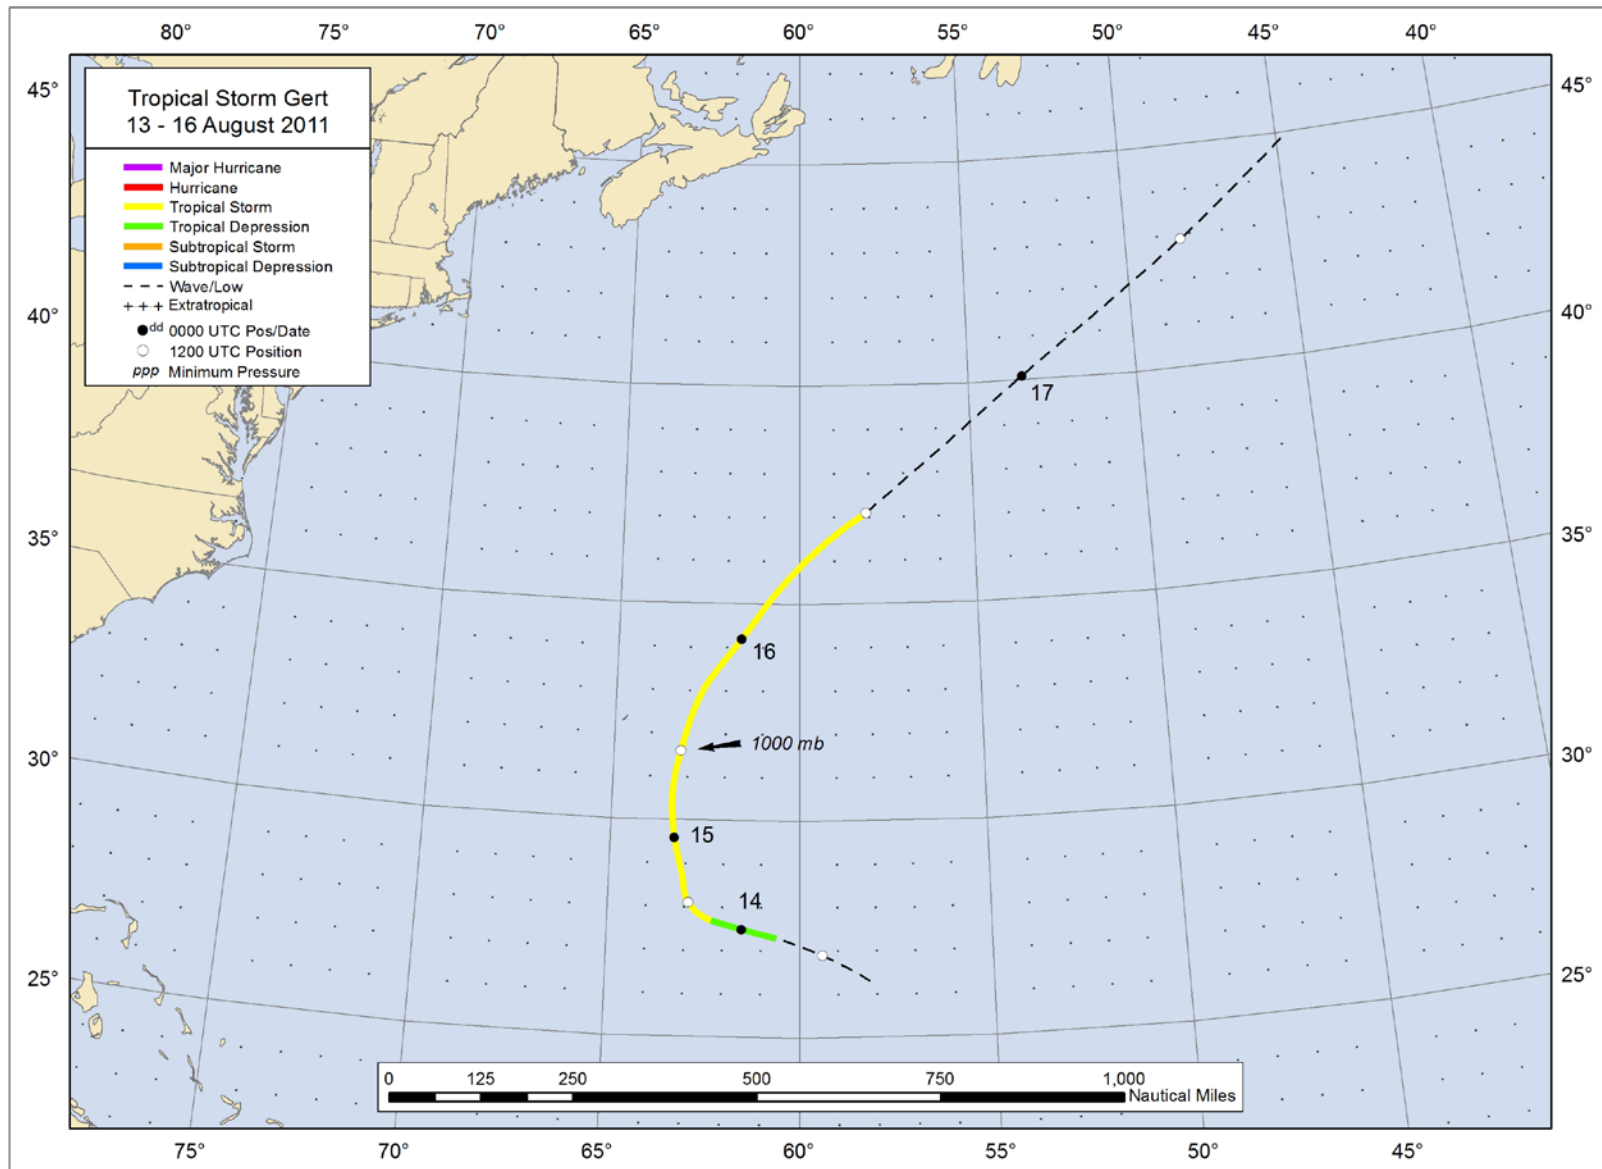 80° 75° 70° 65° 60° 55° 50° 45° 40°
45° 45°
Tropical Storm Gert
13 - 16 August 2011
Major Hurricane
Hurricane
Tropical Storm
Tropical Depression
Subtropical Storm
Subtropical Depression
Wave/Low
+++ Extratropical
dd 0000 UTC Pos/Date
1200 UTC Position
ppp Minimum Pressure
40° 40°
17
35° 35°
16
1000 mb
30° 30°
15
14
25° 25°
0 125 250 500 750 1,000
Nautical Miles
75° 70° 65° 60° 55° 50° 45°